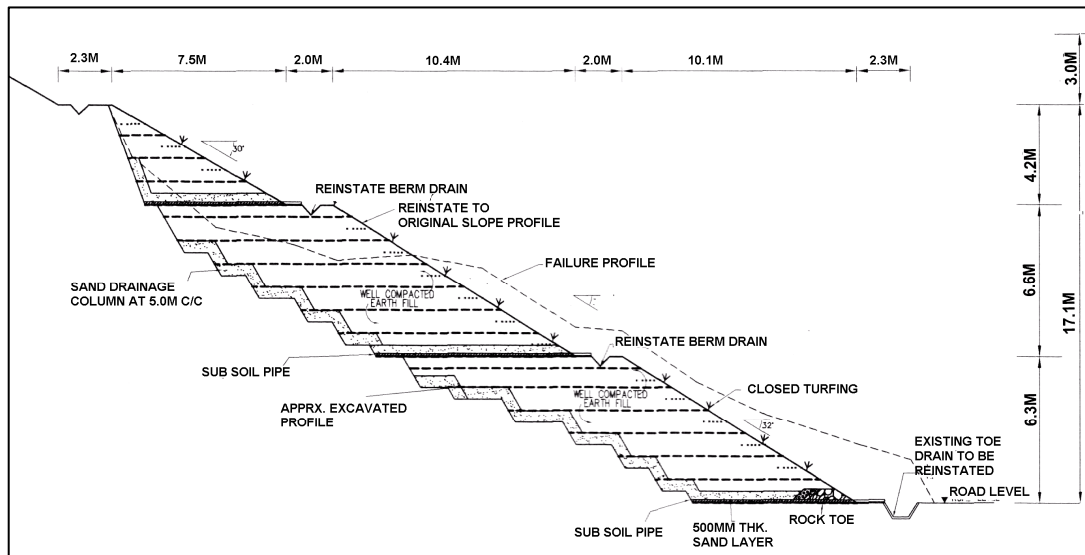 2.3M
7.5M
2.0M
10.4M
2.0M
10.1M
2.3M
3.0M
4.2M
6.6M
17.1M
6.3M
30'
REINSTATE BERM DRAIN
REINSTATE TO
ORIGINAL SLOPE PROFILE
FAILURE PROFILE
SAND DRAINAGE
COLUMN AT 5.0M C/C
WELL COMPACTED
EARTH FILL
REINSTATE BERM DRAIN
SUB SOIL PIPE
CLOSED TURFING
APPRX. EXCAVATED
PROFILE
WELL COMPACTED
EARTH FILL
32'
EXISTING TOE
DRAIN TO BE
REINSTATED
ROAD LEVEL
ROCK TOE
SUB SOIL PIPE
500MM THK.
SAND LAYER